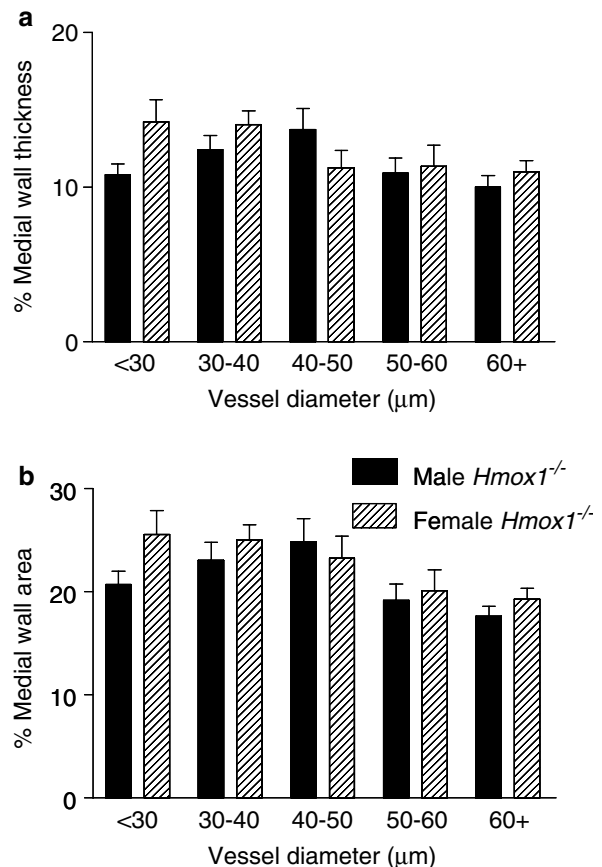 a
% Medial wall thickness
20
10
0
<30 30-40 40-50 50-60 60+
Vessel diameter (μm)
b
Male Hmox1-/-
Female Hmox1-/-
% Medial wall area
30
20
10
0
<30 30-40 40-50 50-60 60+
Vessel diameter (μm)